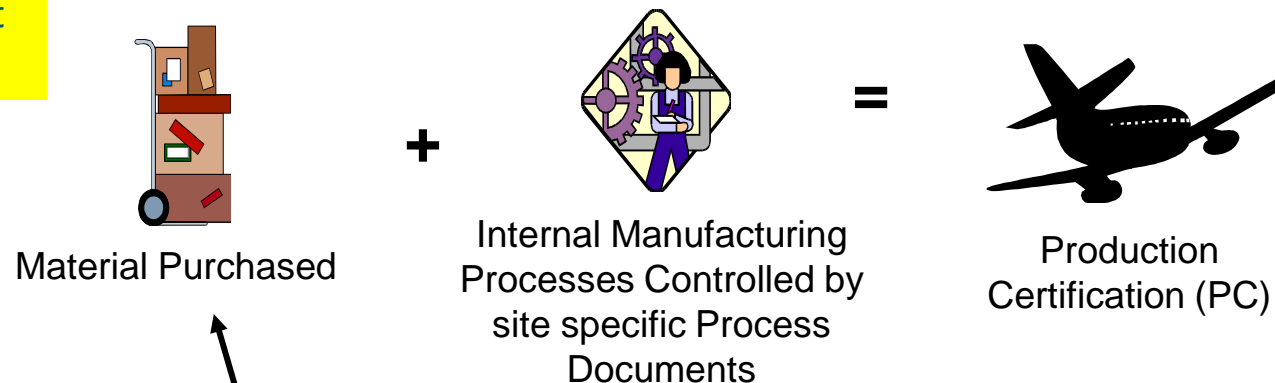 t
+
=
Material Purchased
Internal Manufacturing
Processes Controlled by
site specific Process
Documents
Production
Certification (PC)